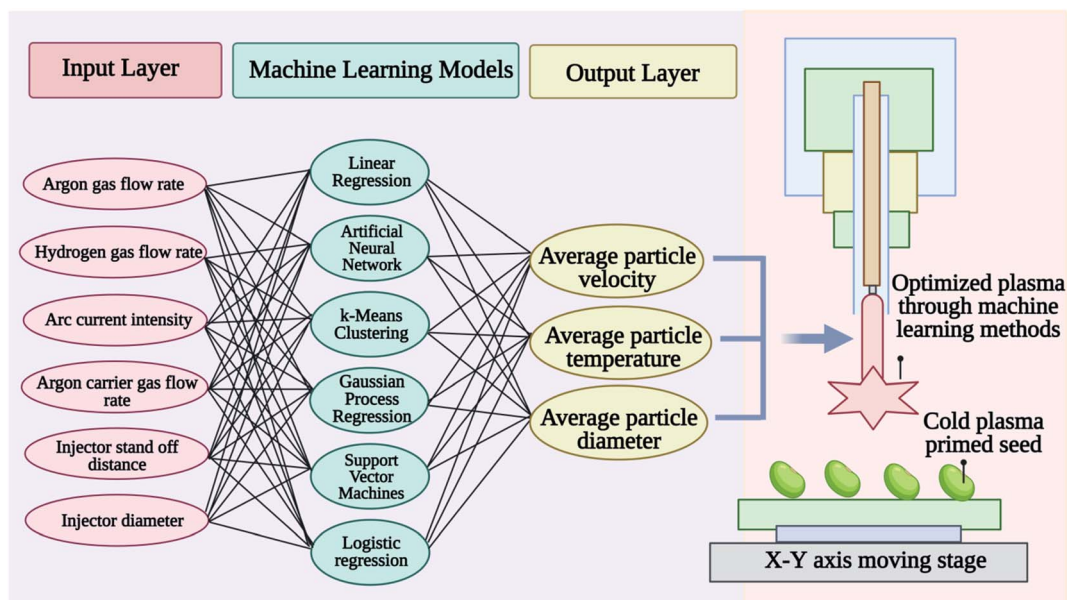 Input Layer
Machine Learning Models
Output Layer
Argon gas flow rate
Hydrogen gas flow rate
Arc current intensity
Argon carrier gas flow
rate
Injector stand off
distance
Injector diameter
Linear
Regression
Artificial
Neural
Network
k-Means
Clustering
Gaussian
Process
Regression
Support
Vector
Machines
Logistic
regression
Average particle
velocity
Average particle
temperature
Average particle
diameter
Optimized plasma
through machine
learning methods
Cold plasma
primed seed
X-Y axis moving stage